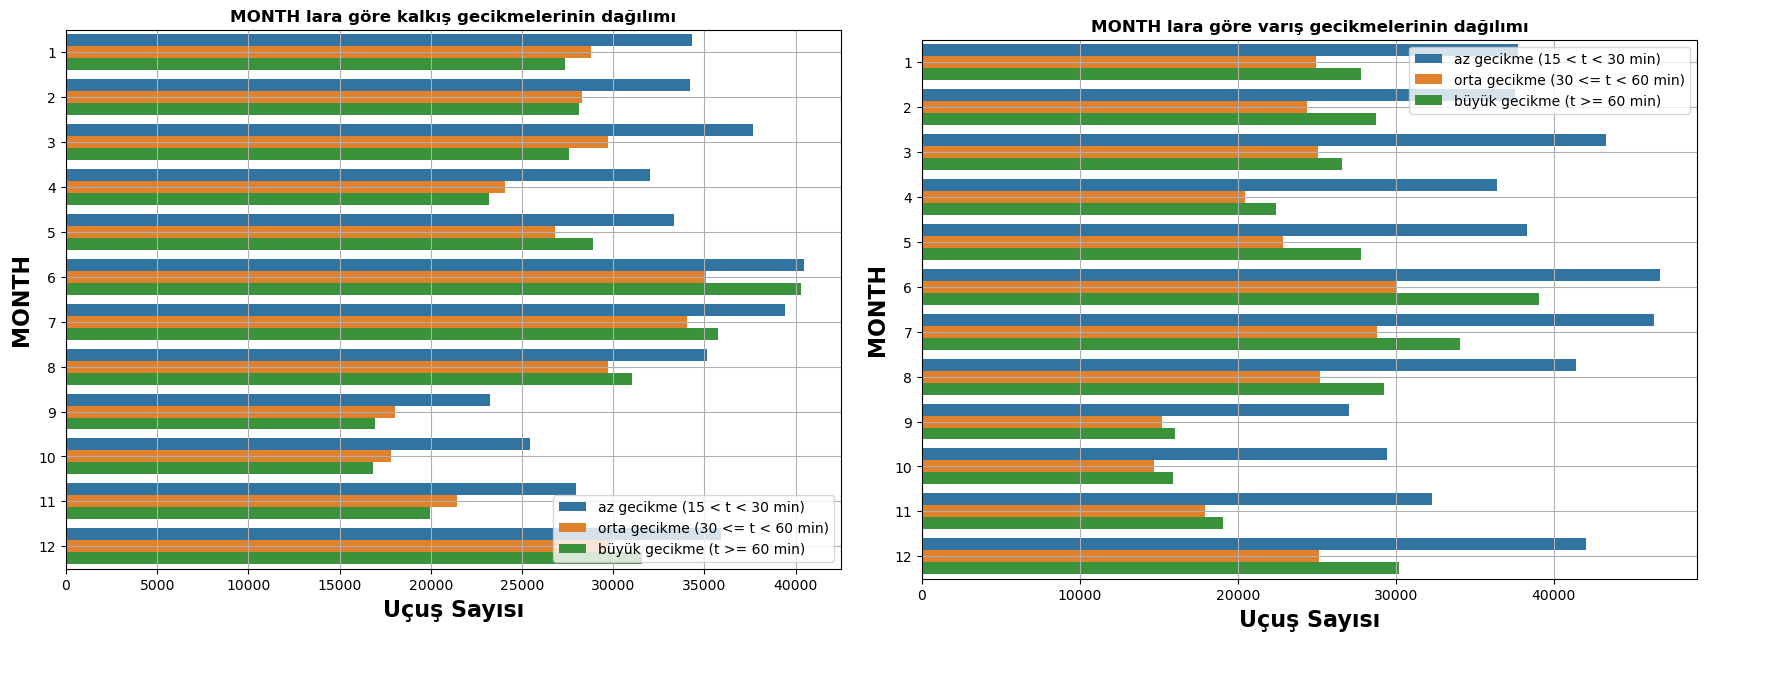 MONTH lara göre kalkış gecikmelerinin dağılımı
MONTH
1
2
3
4
5
6
7
8
9
10
11
12
az gecikme (15 < t < 30 min)
orta gecikme (30 <= t < 60 min)
büyük gecikme (t >= 60 min)
0 5000 10000 15000 20000 25000 30000 35000 40000
Uçuş Sayısı
MONTH lara göre varış gecikmelerinin dağılımı
az gecikme (15 < t < 30 min)
orta gecikme (30 <= t < 60 min)
büyük gecikme (t >= 60 min)
MONTH
1
2
3
4
5
6
7
8
9
10
11
12
0 10000 20000 30000 40000
Uçuş Sayısı